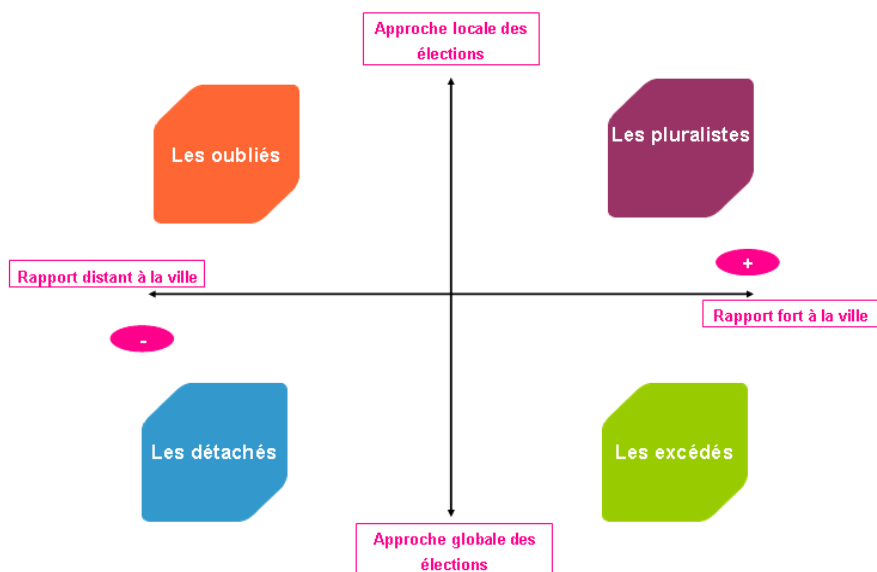 Approche locale des
élections
Les oubliés
Les pluralistes
+
Rapport distant à la ville
Rapport fort à la ville
-
Les détachés
Les excédés
Approche globale des
élections